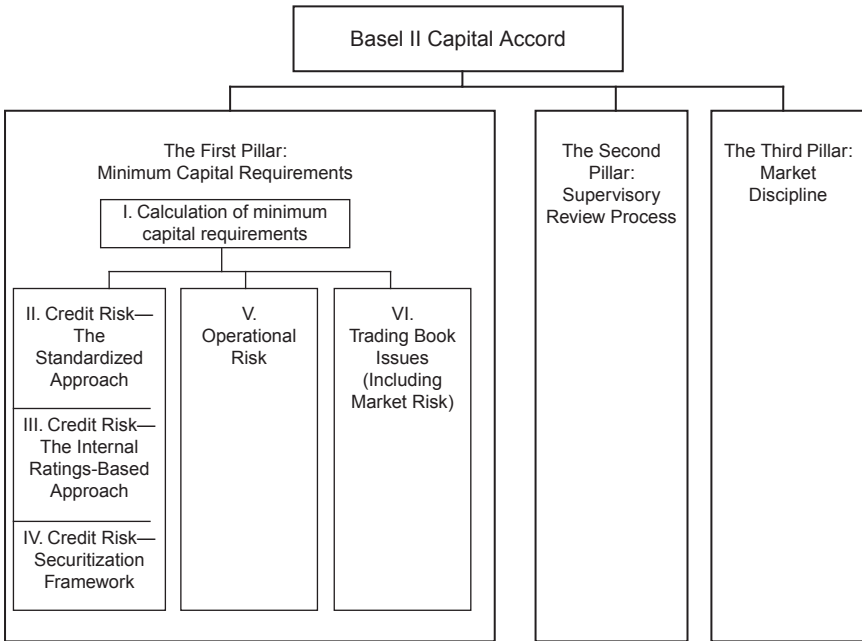 Basel II Capital Accord
The First Pillar:
Minimum Capital Requirements
I. Calculation of minimum
capital requirements
II. Credit Risk—
The
Standardized
Approach
III. Credit Risk—
The Internal
Ratings-Based
Approach
IV. Credit Risk—
Securitization
Framework
V.
Operational
Risk
VI.
Trading Book
Issues
(Including
Market Risk)
The Second
Pillar:
Supervisory
Review Process
The Third Pillar:
Market
Discipline